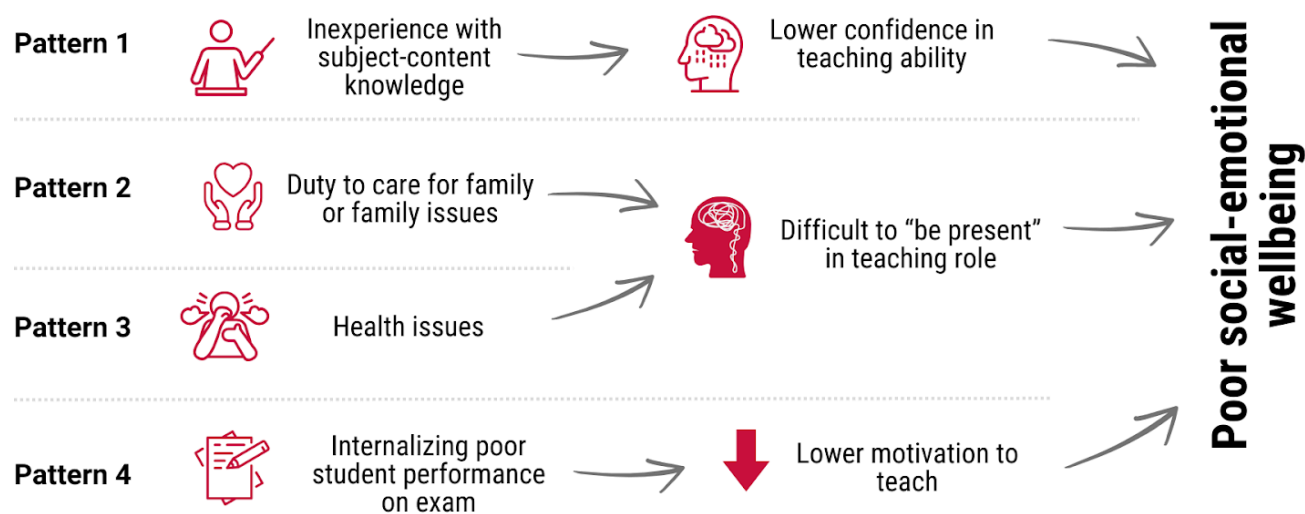 Pattern 1
Inexperience with
subject-content
knowledge
Lower confidence in
teaching ability
Pattern 2
Duty to care for family
or family issues
Difficult to “be present”
in teaching role
Pattern 3
Health issues
Pattern 4
Internalizing poor
student performance
on exam
Lower motivation to
teach
Poor social-emotional
wellbeing